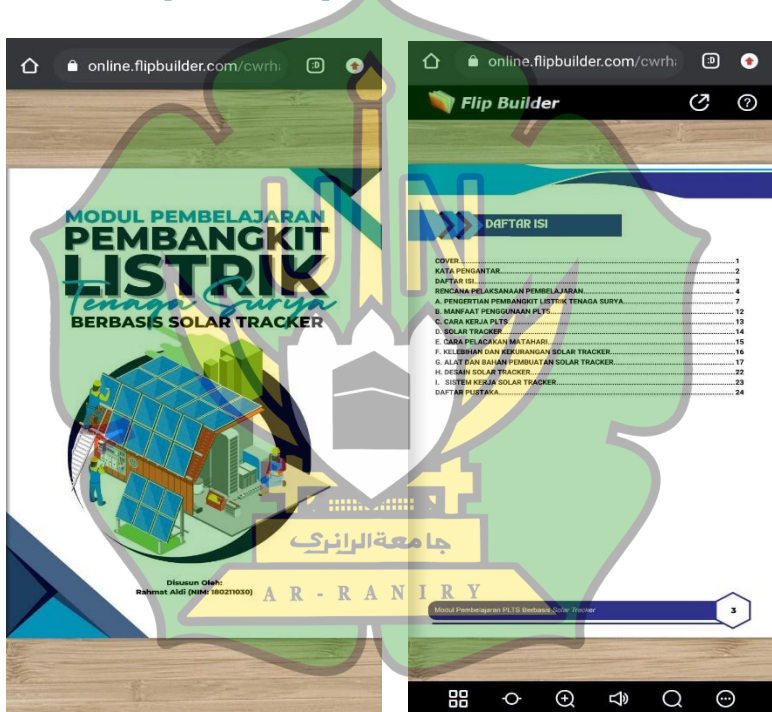 online.flipbuilder.com/cwrh
:D
MODUL PEMBELAJARAN
PEMBANGKIT
LISTRIK
Tenaga Surya
BERBASIS SOLAR TRACKER
Disusun Oleh:
Rahmat Aldi (NIM: 180211030)
online.flipbuilder.com/cwrh
:D
Flip Builder
DAFTAR ISI
COVER 1
KATA PENGANTAR 2
DAFTAR ISI 3
RENCANA PELAKSANAAN PEMBELAJARAN 4
A. PENGERTIAN PEMBANGKIT LISTRIK TENAGA SURYA 7
B. MANFAAT PENGGUNAAN PLTS 12
C. CARA KERJA PLTS 13
D. SOLAR TRACKER 14
E. CARA PELACAKAN MATAHARI 15
F. KELEBIHAN DAN KEKURANGAN SOLAR TRACKER 16
G. ALAT DAN BAHAN PEMBUATAN SOLAR TRACKER 17
H. DESAIN SOLAR TRACKER 22
I. SISTEM KERJA SOLAR TRACKER 23
DAFTAR PUSTAKA 24
Modul Pembelajaran PLTS Berbasis Solar Tracker
3
UIN
جامعة الرانري
AR-RANIRY